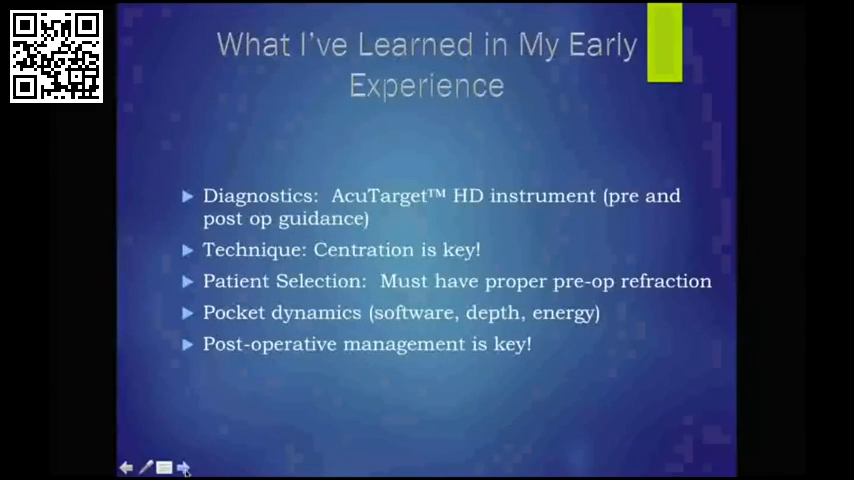 What I've Learned in My Early
Experience
Diagnostics: AcuTarget™ HD instrument (pre and
post op guidance)
Technique: Centration is key!
Patient Selection: Must have proper pre-op refraction
Pocket dynamics (software, depth, energy)
Post-operative management is key!